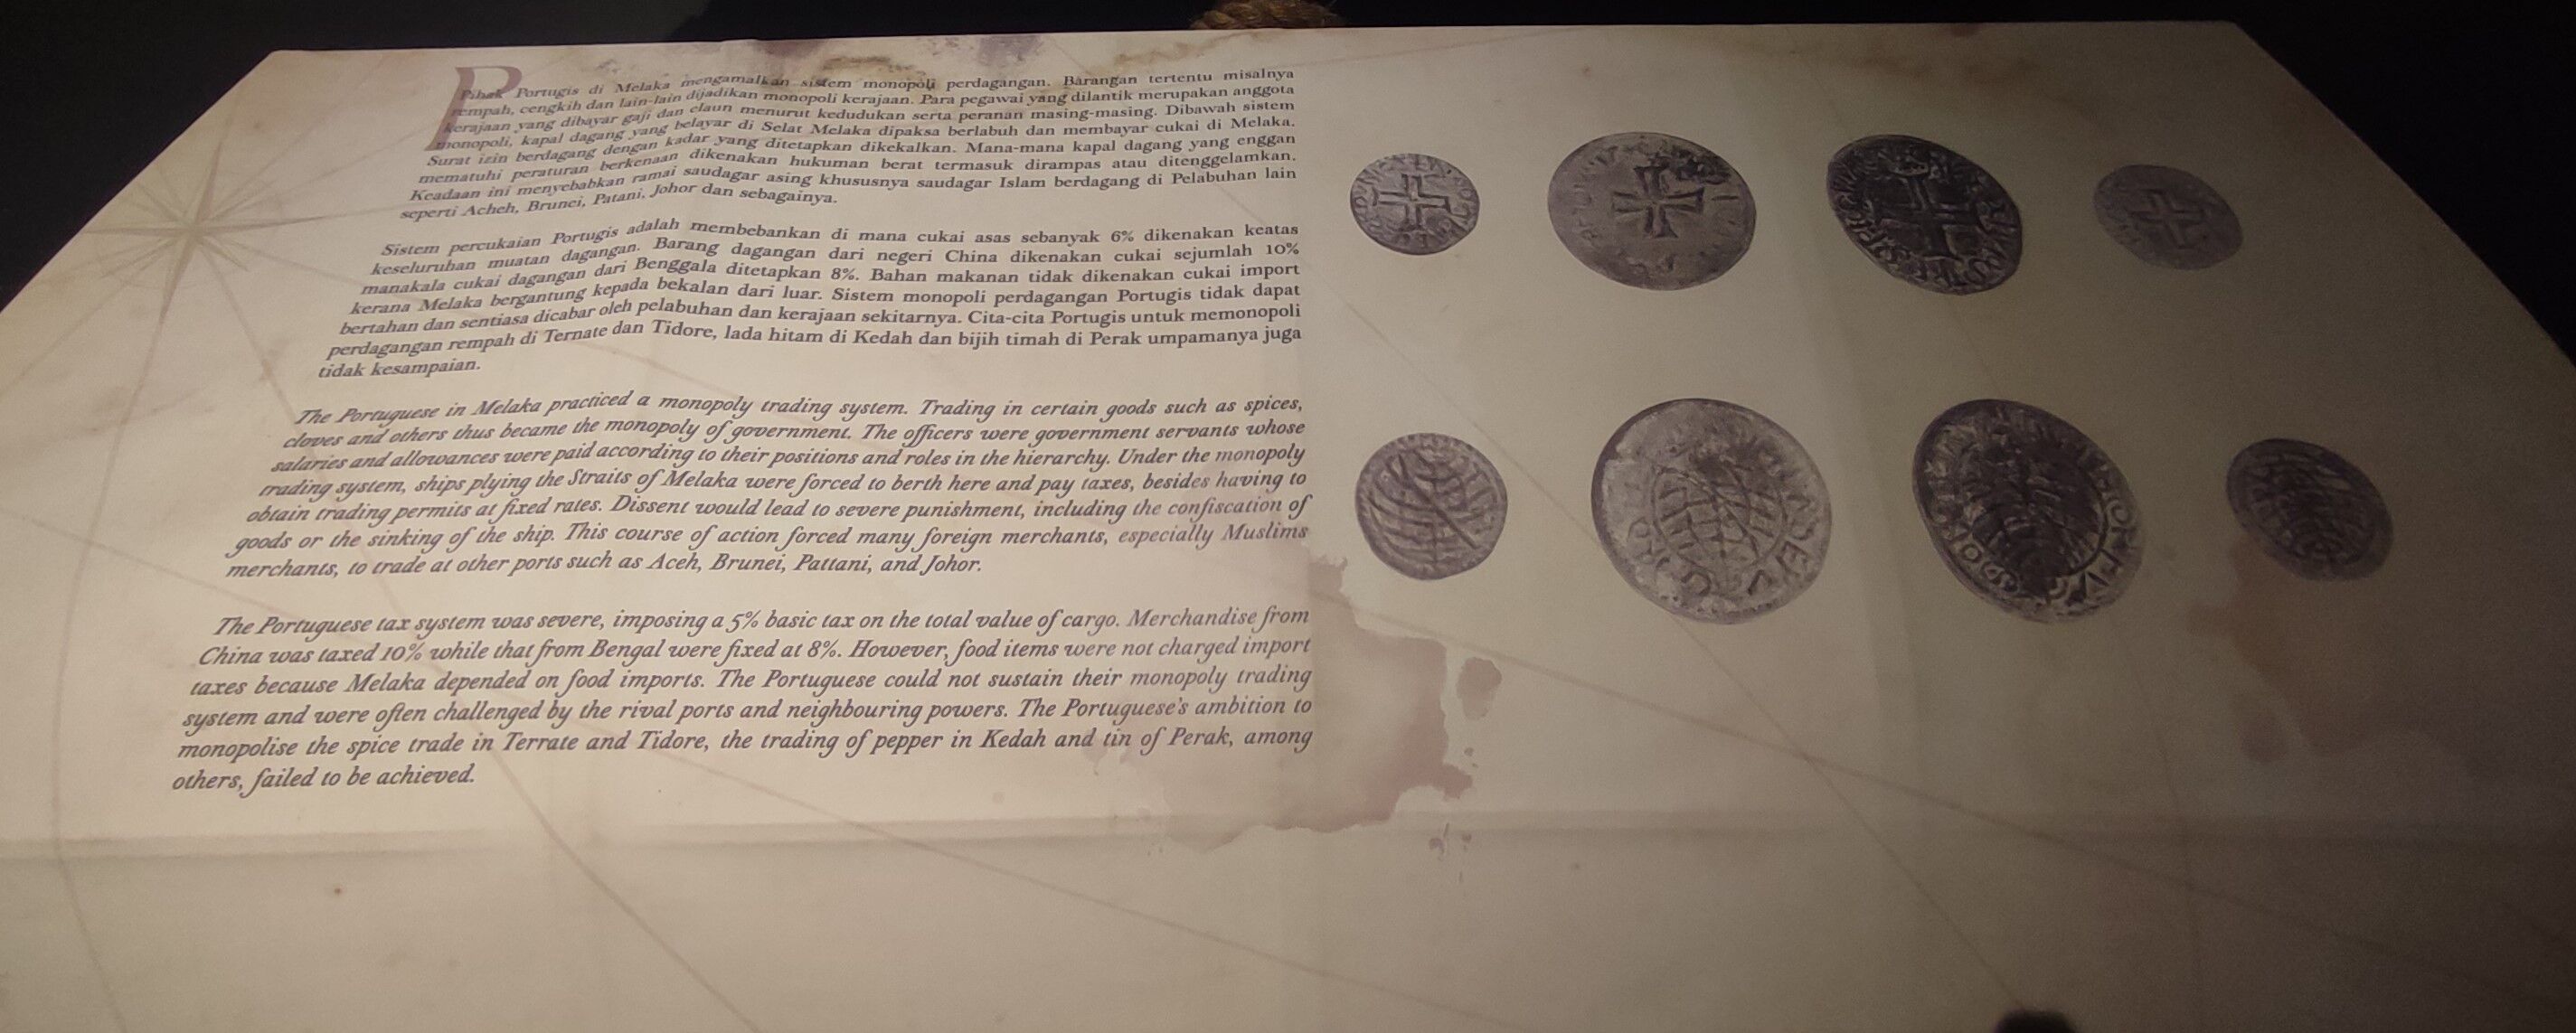 Pihak Portugis di Melaka mengamalkan sistem monopoli perdagangan. Barangan tertentu misalnya
rempah, cengkih dan lain-lain dijadikan monopoli kerajaan. Para pegawai yang dilantik merupakan anggota
kerajaan yang dibayar gaji dan elaun menurut kedudukan serta peranan masing-masing. Dibawah sistem
monopoli, kapal dagang yang belayar di Selat Melaka dipaksa berlabuh dan membayar cukai di Melaka.
Surat izin berdagang dengan kadar yang ditetapkan dikekalkan. Mana-mana kapal dagang yang enggan
mematuhi peraturan berkenaan dikenakan hukuman berat termasuk dirampas atau ditenggelamkan.
Keadaan ini menyebabkan ramai saudagar asing khususnya saudagar Islam berdagang di Pelabuhan lain
seperti Acheh, Brunei, Patani, Johor dan sebagainya.
Sistem percukaian Portugis adalah membebankan di mana cukai asas sebanyak 6% dikenakan keatas
keseluruhan muatan dagangan. Barang dagangan dari negeri China dikenakan cukai sejumlah 10%
manakala cukai dagangan dari Benggala ditetapkan 8%. Bahan makanan tidak dikenakan cukai import
kerana Melaka bergantung kepada bekalan dari luar. Sistem monopoli perdagangan Portugis tidak dapat
bertahan dan sentiasa dicabar oleh pelabuhan dan kerajaan sekitarnya. Cita-cita Portugis untuk memonopoli
perdagangan rempah di Ternate dan Tidore, lada hitam di Kedah dan bijih timah di Perak umpamanya juga
tidak kesampaian.
The Portuguese in Melaka practiced a monopoly trading system. Trading in certain goods such as spices,
cloves and others thus became the monopoly of government. The officers were government servants whose
salaries and allowances were paid according to their positions and roles in the hierarchy. Under the monopoly
trading system, ships plying the Straits of Melaka were forced to berth here and pay taxes, besides having to
obtain trading permits at fixed rates. Dissent would lead to severe punishment, including the confiscation of
goods or the sinking of the ship. This course of action forced many foreign merchants, especially Muslims
merchants, to trade at other ports such as Aceh, Brunei, Pattani, and Johor.
The Portuguese tax system was severe, imposing a 5% basic tax on the total value of cargo. Merchandise from
China was taxed 10% while that from Bengal were fixed at 8%. However, food items were not charged import
taxes because Melaka depended on food imports. The Portuguese could not sustain their monopoly trading
system and were often challenged by the rival ports and neighbouring powers. The Portuguese's ambition to
monopolise the spice trade in Terrate and Tidore, the trading of pepper in Kedah and tin of Perak, among
others, failed to be achieved.